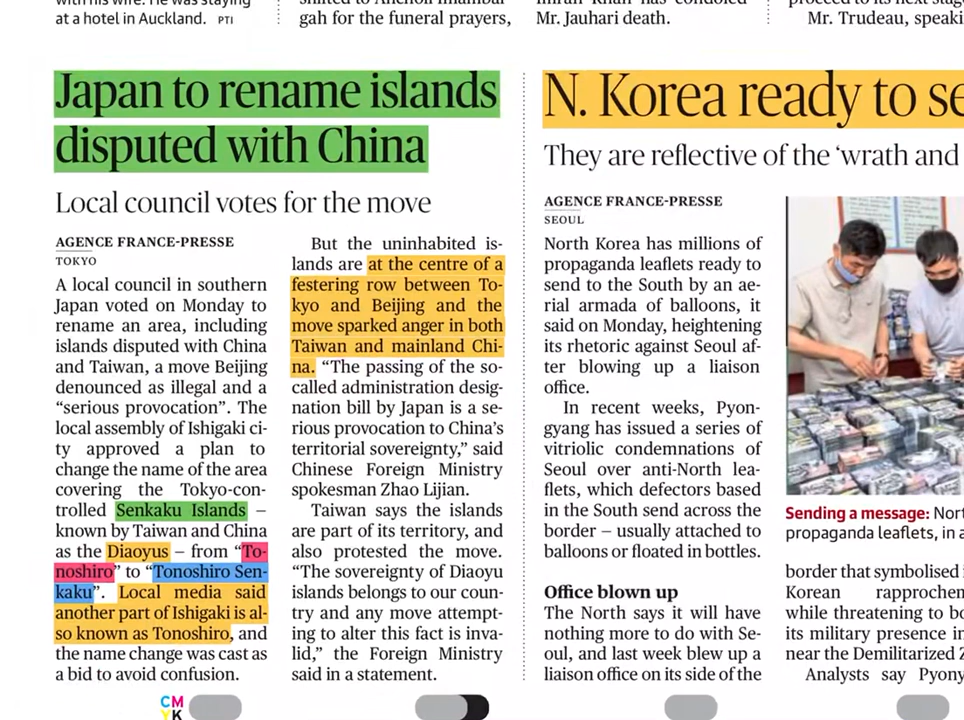 with his wife. He was staying
at a hotel in Auckland. PTI
gah for the funeral prayers,
Mr. Jauhari death.
Mr. Trudeau, speaki
Japan to rename islands
disputed with China
Local council votes for the move
AGENCE FRANCE-PRESSE
TOKYO
A local council in southern
Japan voted on Monday to
rename an area, including
islands disputed with China
and Taiwan, a move Beijing
denounced as illegal and a
“serious provocation”. The
local assembly of Ishigaki ci-
ty approved a plan to
change the name of the area
covering the Tokyo-con-
trolled Senkaku Islands –
known by Taiwan and China
as the Diaoyus – from “To-
noshiro” to “Tonoshiro Sen-
kaku”. Local media said
another part of Ishigaki is al-
so known as Tonoshiro, and
the name change was cast as
a bid to avoid confusion.
But the uninhabited is-
lands are at the centre of a
festering row between To-
kyo and Beijing and the
move sparked anger in both
Taiwan and mainland Chi-
na. “The passing of the so-
called administration desig-
nation bill by Japan is a se-
rious provocation to China’s
territorial sovereignty,” said
Chinese Foreign Ministry
spokesman Zhao Lijian.
Taiwan says the islands
are part of its territory, and
also protested the move.
“The sovereignty of Diaoyu
islands belongs to our coun-
try and any move attempt-
ing to alter this fact is inva-
lid,” the Foreign Ministry
said in a statement.
N. Korea ready to se
They are reflective of the ‘wrath and
AGENCE FRANCE-PRESSE
SEOUL
North Korea has millions of
propaganda leaflets ready to
send to the South by an ae-
rial armada of balloons, it
said on Monday, heightening
its rhetoric against Seoul af-
ter blowing up a liaison
office.
In recent weeks, Pyon-
gyang has issued a series of
vitriolic condemnations of
Seoul over anti-North lea-
flets, which defectors based
in the South send across the
border – usually attached to
balloons or floated in bottles.
Office blown up
The North says it will have
nothing more to do with Se-
oul, and last week blew up a
liaison office on its side of the
Sending a message: Nort
propaganda leaflets, in a
border that symbolised i
Korean rapprochem
while threatening to bo
its military presence in
near the Demilitarized Z
Analysts say Pyony
CM
YK